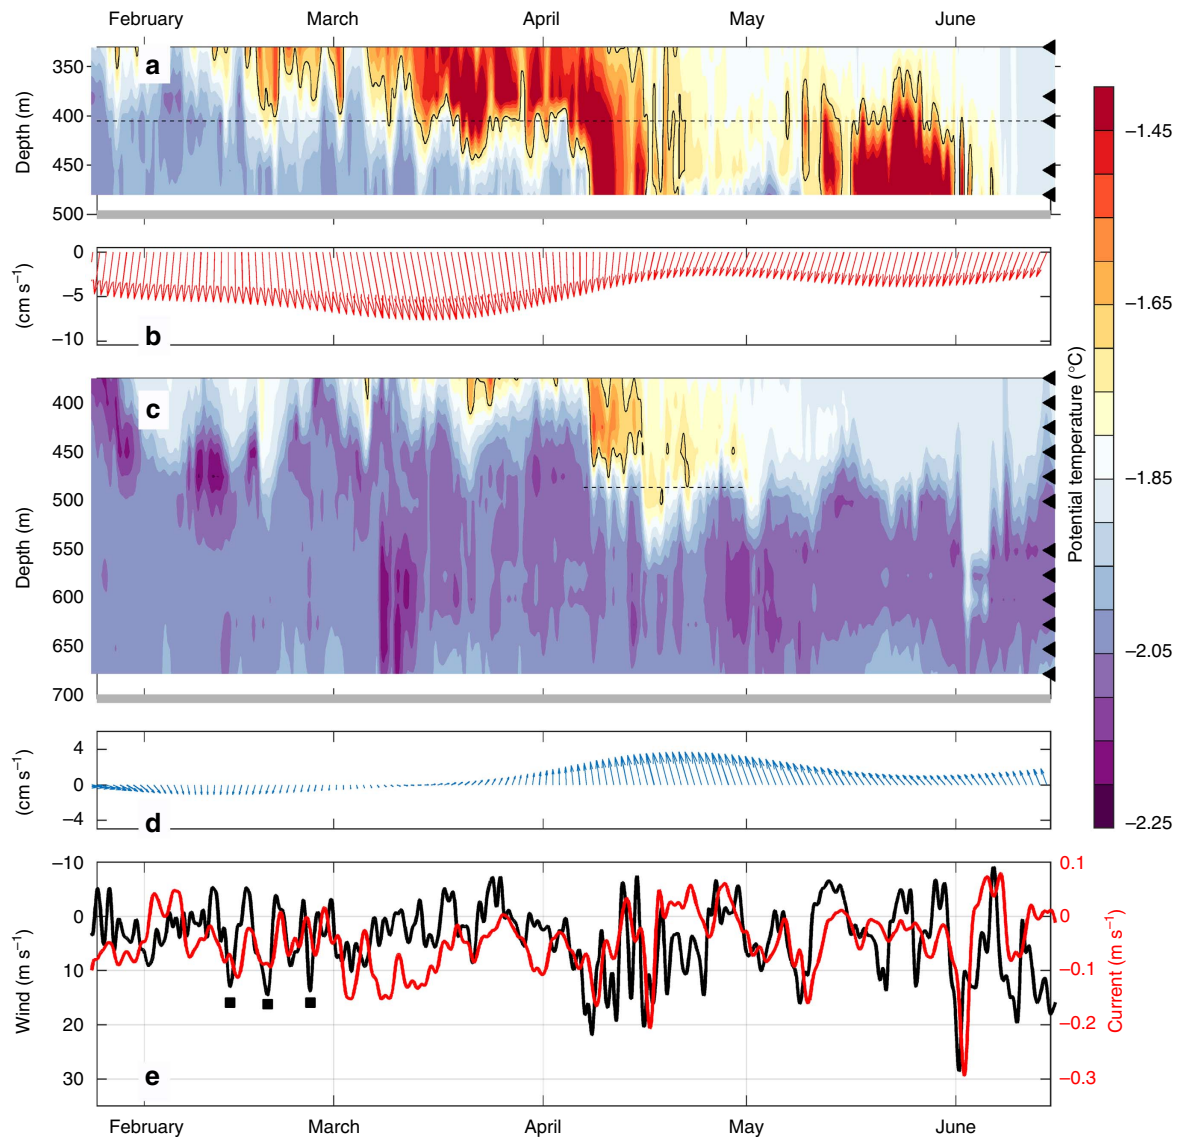 February March April May June
a
350
400
450
500
Depth (m)
b
0
−5
−10
(cm s⁻¹)
c
400
450
500
550
600
650
700
Depth (m)
d
4
0
−4
(cm s⁻¹)
e
−10
0
10
20
30
Wind (m s⁻¹)
0.1
0
−0.1
−0.2
−0.3
Current (m s⁻¹)
February March April May June
−1.45
−1.65
−1.85
−2.05
−2.25
Potential temperature (°C)